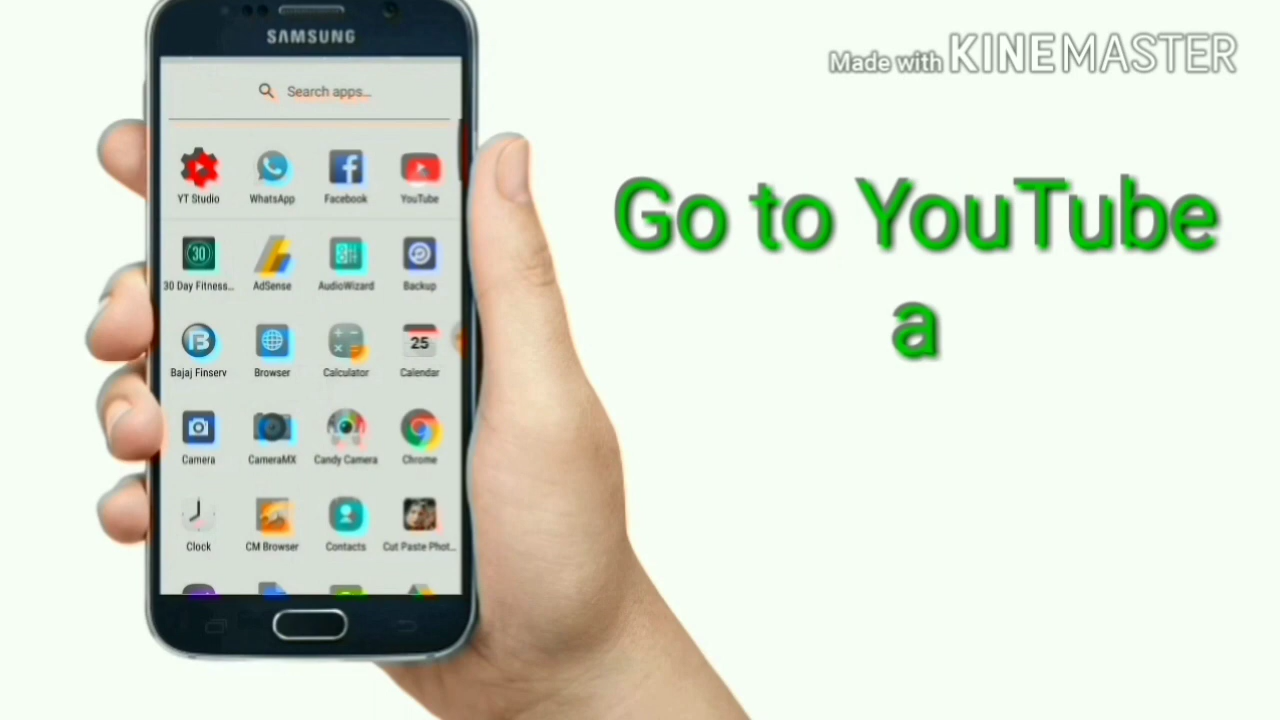 SAMSUNG
Made with KINEMASTER
Search apps...
YT Studio WhatsApp Facebook YouTube
Go to YouTube
a
30
30 Day Fitness... AdSense AudioWizard Backup
25
Bajaj Finserv Browser Calculator Calendar
Camera CameraMX Candy Camera Chrome
Clock CM Browser Contacts Cut Paste Phot...